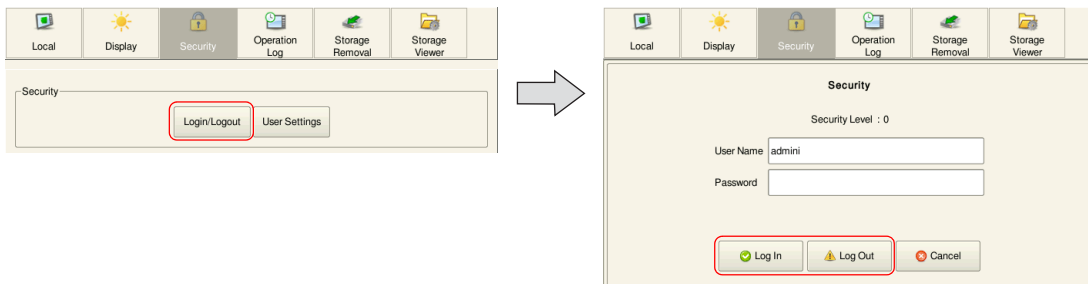 Local
Display
Security
Operation
Log
Storage
Removal
Storage
Viewer
Security
Login/Logout
User Settings
Local
Display
Security
Operation
Log
Storage
Removal
Storage
Viewer
Security
Security Level : 0
User Name admini
Password
Log In
Log Out
Cancel